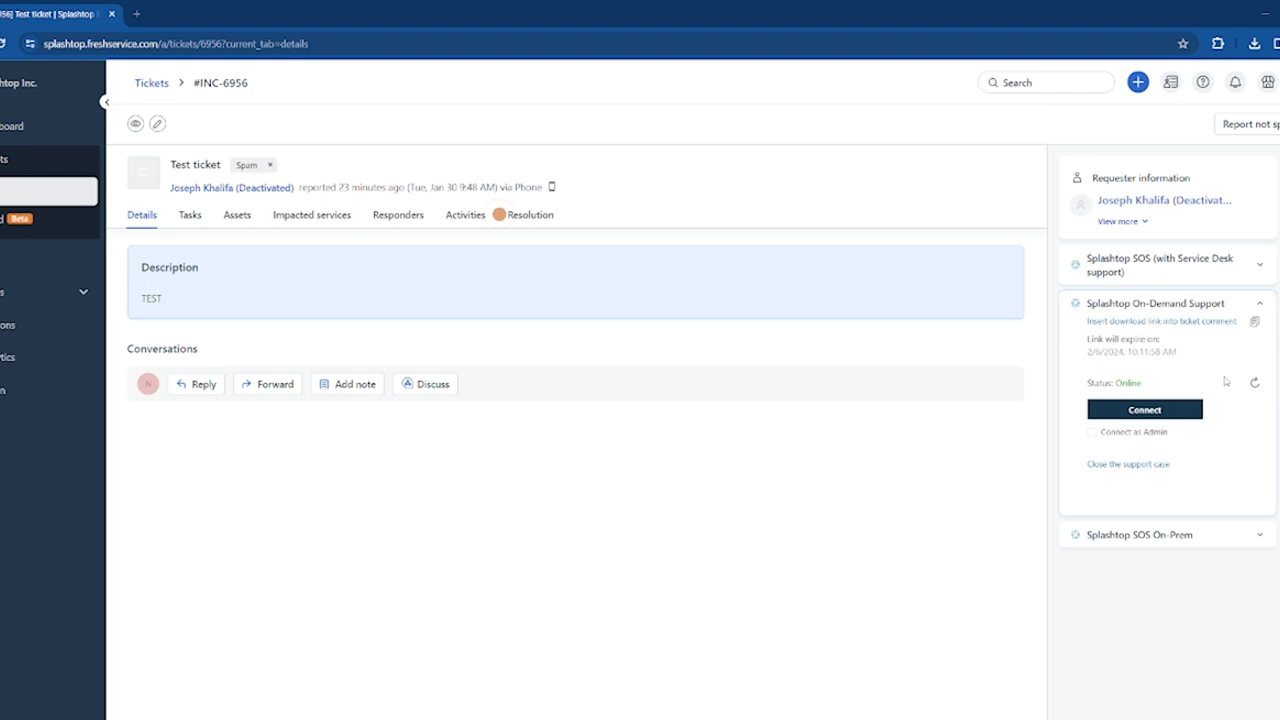 56] Test ticket | Splashtop
splashtop.freshservice.com/a/tickets/6956?current_tab=details
htop Inc.
Tickets > #INC-6956
Search
board
Report not sp
ts
Test ticket Spam ×
Joseph Khalifa (Deactivated) reported 23 minutes ago (Tue, Jan 30 9:48 AM) via Phone
Beta
Details Tasks Assets Impacted services Responders Activities Resolution
Description
TEST
s
ons
tics
n
Conversations
N Reply Forward Add note Discuss
Requester information
Joseph Khalifa (Deactivat...
View more
Splashtop SOS (with Service Desk
support)
Splashtop On-Demand Support
Insert download link into ticket comment
Link will expire on:
2/6/2024, 10:11:58 AM
Status: Online
Connect
Connect as Admin
Close the support case
Splashtop SOS On-Prem